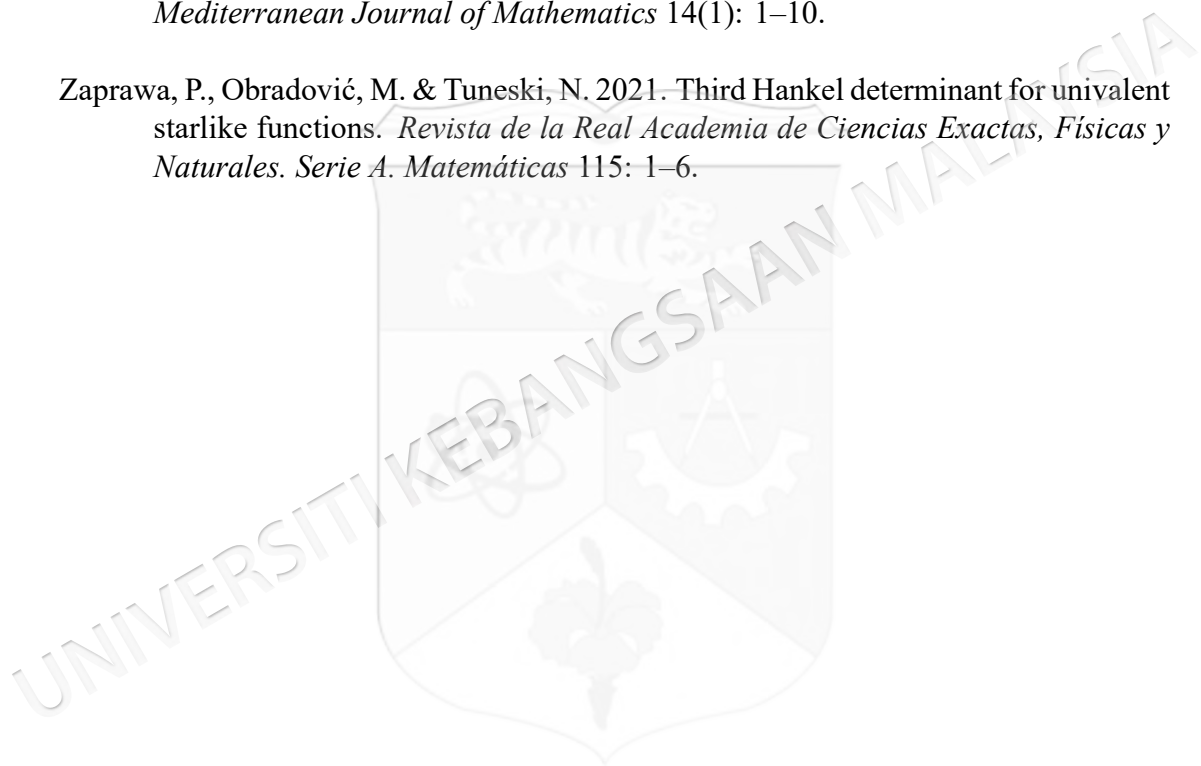 Mediterranean Journal of Mathematics 14(1): 1–10.
Zaprawa, P., Obradović, M. & Tuneski, N. 2021. Third Hankel determinant for univalent
starlike functions. Revista de la Real Academia de Ciencias Exactas, Físicas y
Naturales. Serie A. Matemáticas 115: 1–6.
UNIVERSITI KEBANGSAAN MALAYSIA